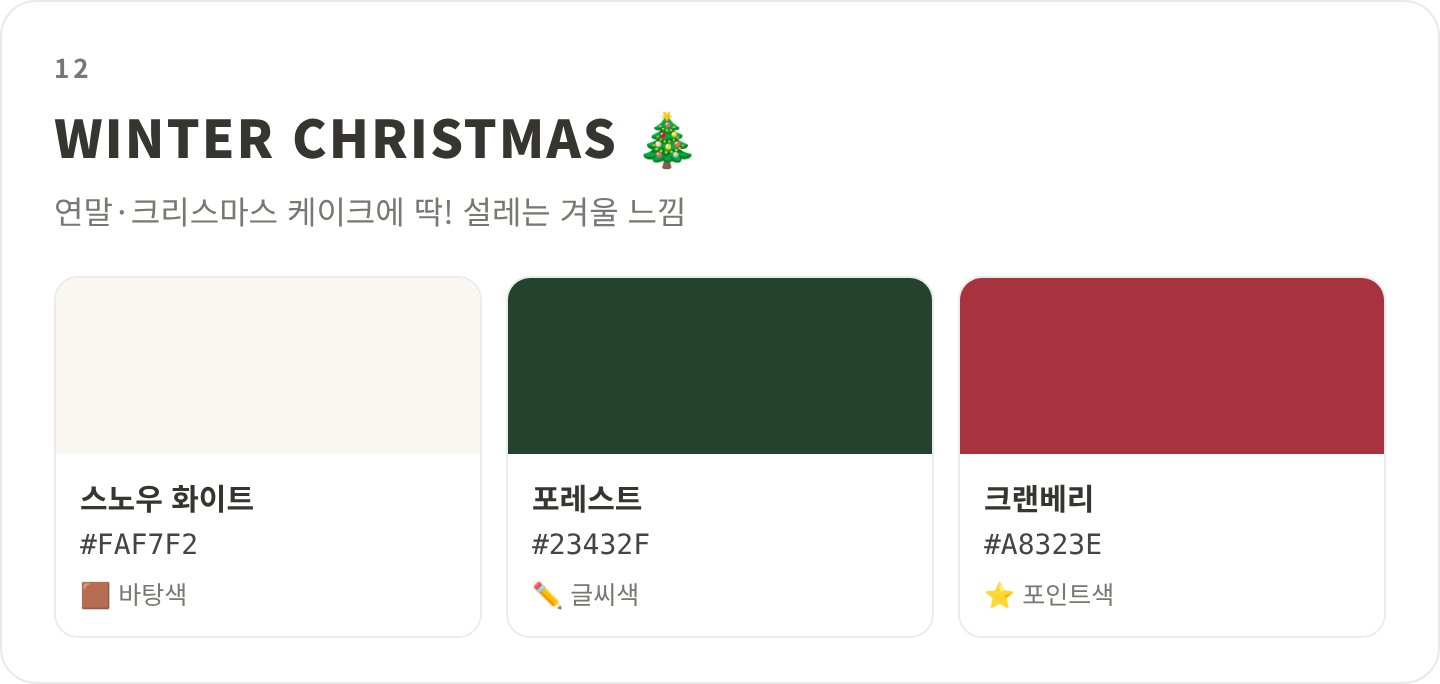 12
WINTER CHRISTMAS 🎄
연말·크리스마스 케이크에 딱! 설레는 겨울 느낌
스노우 화이트
#FAF7F2
🟫 바탕색
포레스트
#23432F
✏️ 글씨색
크랜베리
#A8323E
⭐ 포인트색